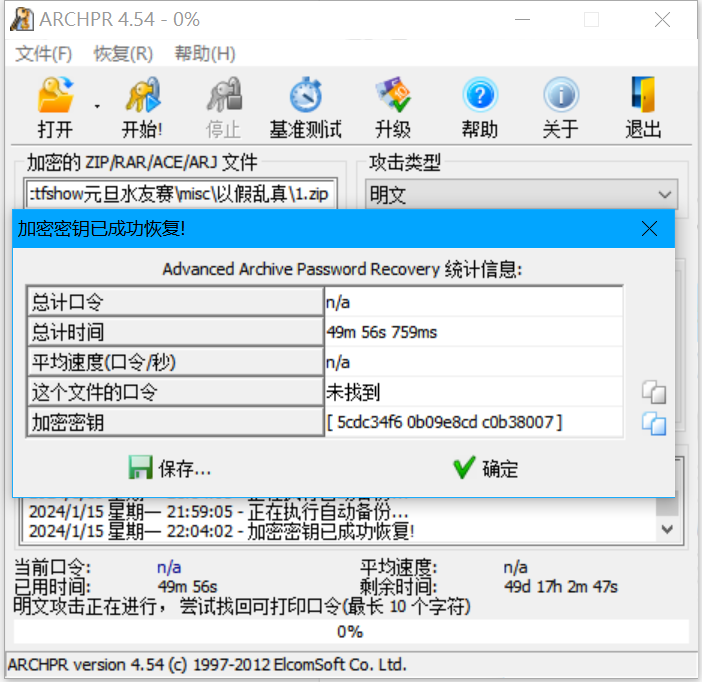 ARCHPR 4.54 - 0%
文件(F) 恢复(R) 帮助(H)
打开 开始! 停止 基准测试 升级 帮助 关于 退出
加密的 ZIP/RAR/ACE/ARJ 文件 攻击类型
:tfshow元旦水友赛\misc\以假乱真\1.zip 明文
加密密钥已成功恢复!
Advanced Archive Password Recovery 统计信息:
总计口令 n/a
总计时间 49m 56s 759ms
平均速度(口令/秒) n/a
这个文件的口令 未找到
加密密钥 [ 5cdc34f6 0b09e8cd c0b38007 ]
保存... 确定
2024/1/15 星期一 21:59:05 - 正在执行自动备份...
2024/1/15 星期一 22:04:02 - 加密密钥已成功恢复!
当前口令: n/a 平均速度: n/a
已用时间: 49m 56s 剩余时间: 49d 17h 2m 47s
明文攻击正在进行，尝试找回可打印口令(最长 10 个字符)
0%
ARCHPR version 4.54 (c) 1997-2012 ElcomSoft Co. Ltd.